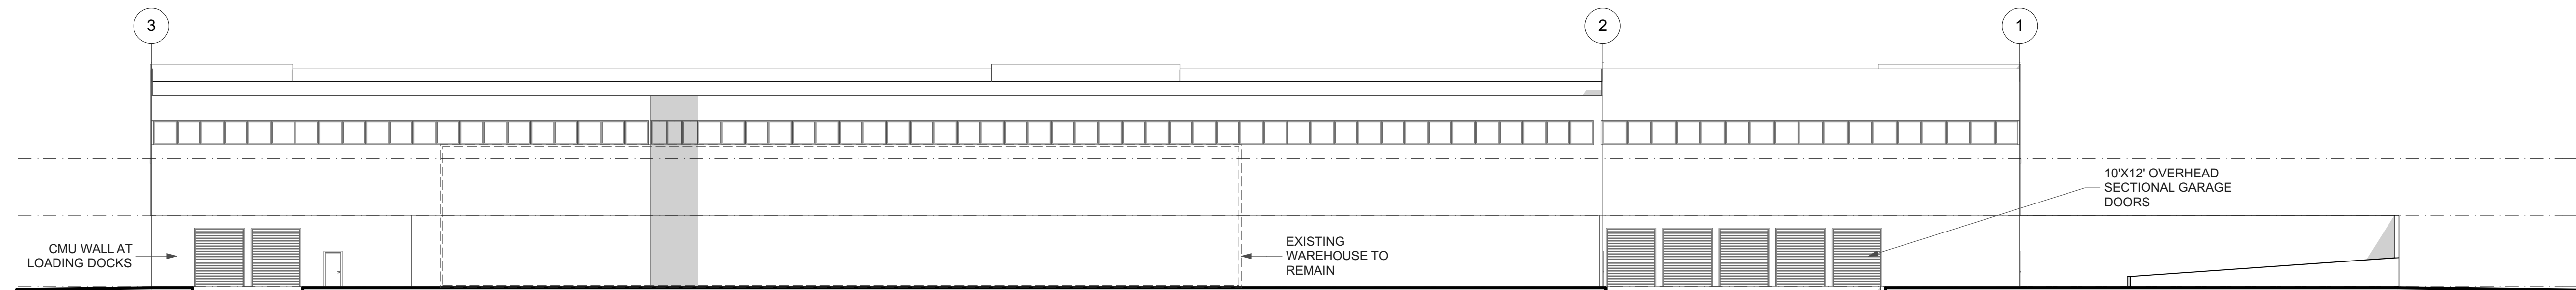 3
2
1
10'X12' OVERHEAD
SECTIONAL GARAGE
DOORS
CMU WALL AT
LOADING DOCKS
EXISTING
WAREHOUSE TO
REMAIN